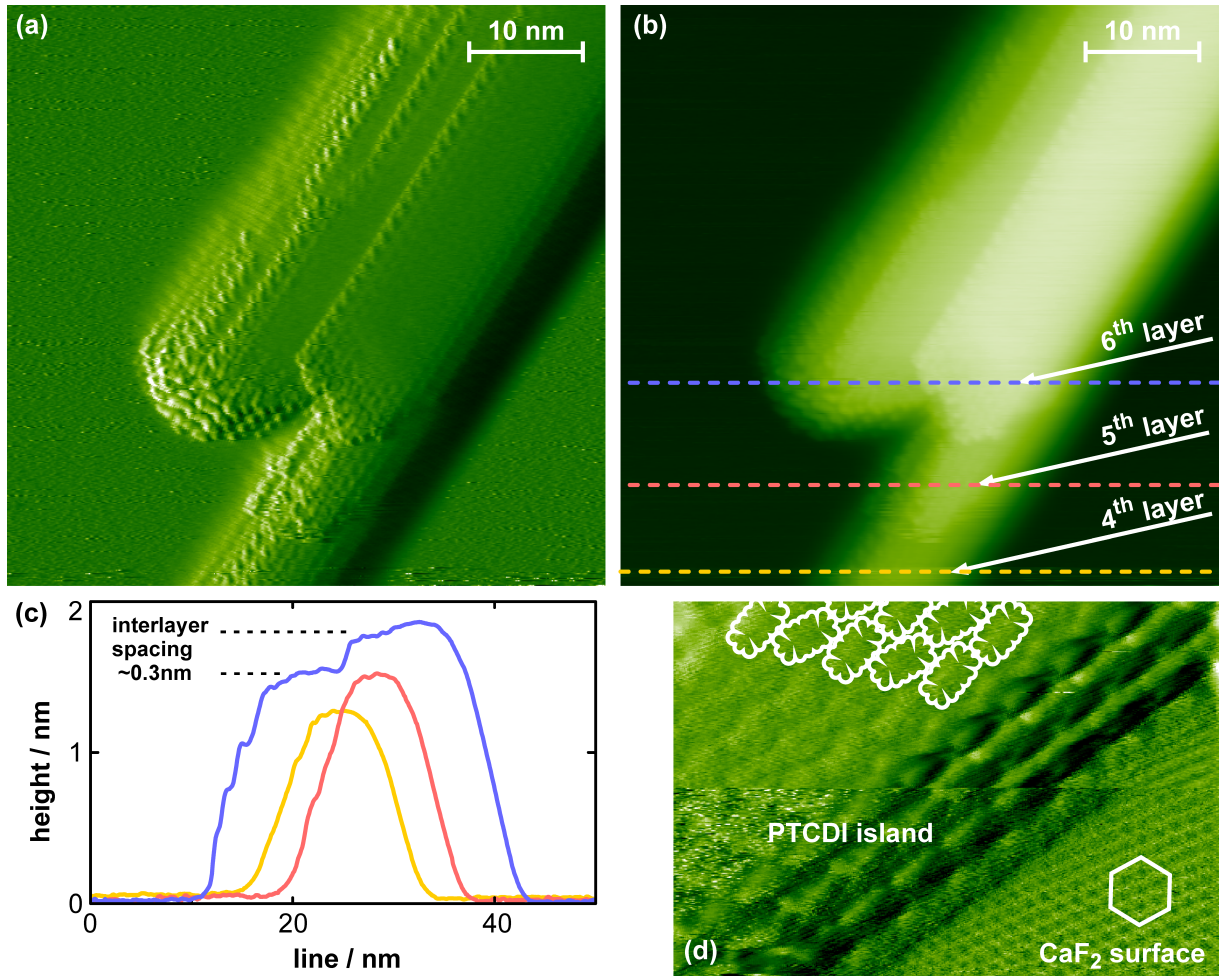 (a)
10 nm
(b)
10 nm
6th layer
5th layer
4th layer
(c)
2
interlayer
spacing
~0.3nm
1
0
height / nm
0
20
40
line / nm
PTCDI island
(d)
CaF2 surface